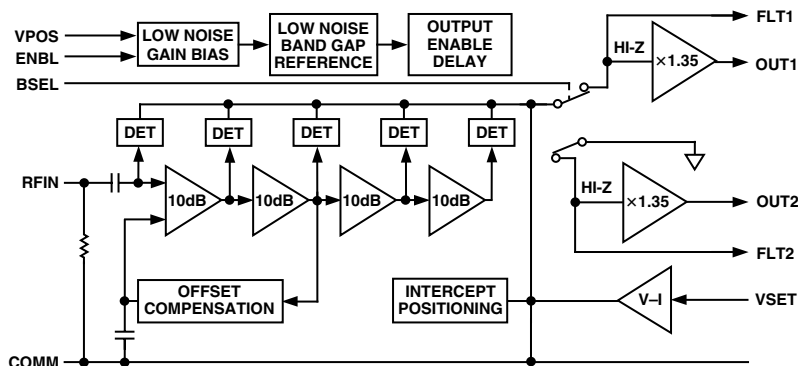 VPOS
ENBL
BSEL
LOW NOISE
GAIN BIAS
LOW NOISE
BAND GAP
REFERENCE
OUTPUT
ENABLE
DELAY
FLT1
HI-Z
×1.35
OUT1
DET
DET
DET
DET
DET
RFIN
10dB
10dB
10dB
10dB
HI-Z
×1.35
OUT2
FLT2
OFFSET
COMPENSATION
INTERCEPT
POSITIONING
V–I
VSET
COMM